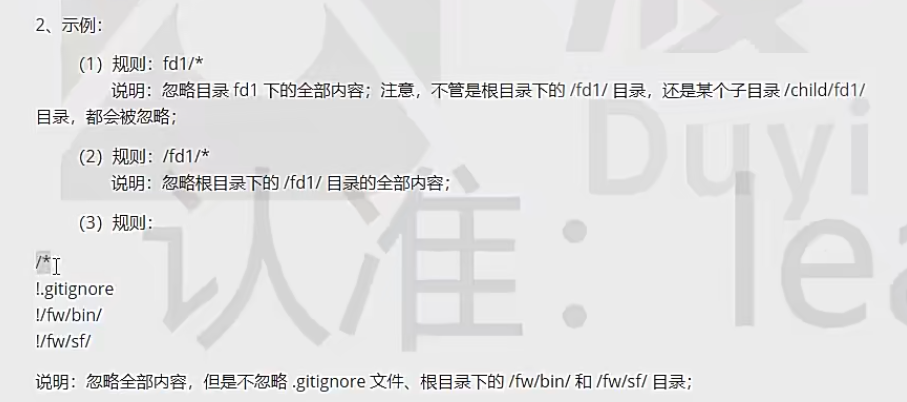 2、示例：
（1）规则：fd1/*
说明：忽略目录 fd1 下的全部内容；注意，不管是根目录下的 /fd1/ 目录，还是某个子目录 /child/fd1/
目录，都会被忽略；
（2）规则：/fd1/*
说明：忽略根目录下的 /fd1/ 目录的全部内容；
（3）规则：
/*
!.gitignore
!/fw/bin/
!/fw/sf/
说明：忽略全部内容，但是不忽略 .gitignore 文件、根目录下的 /fw/bin/ 和 /fw/sf/ 目录；
Duyi
认准：lea